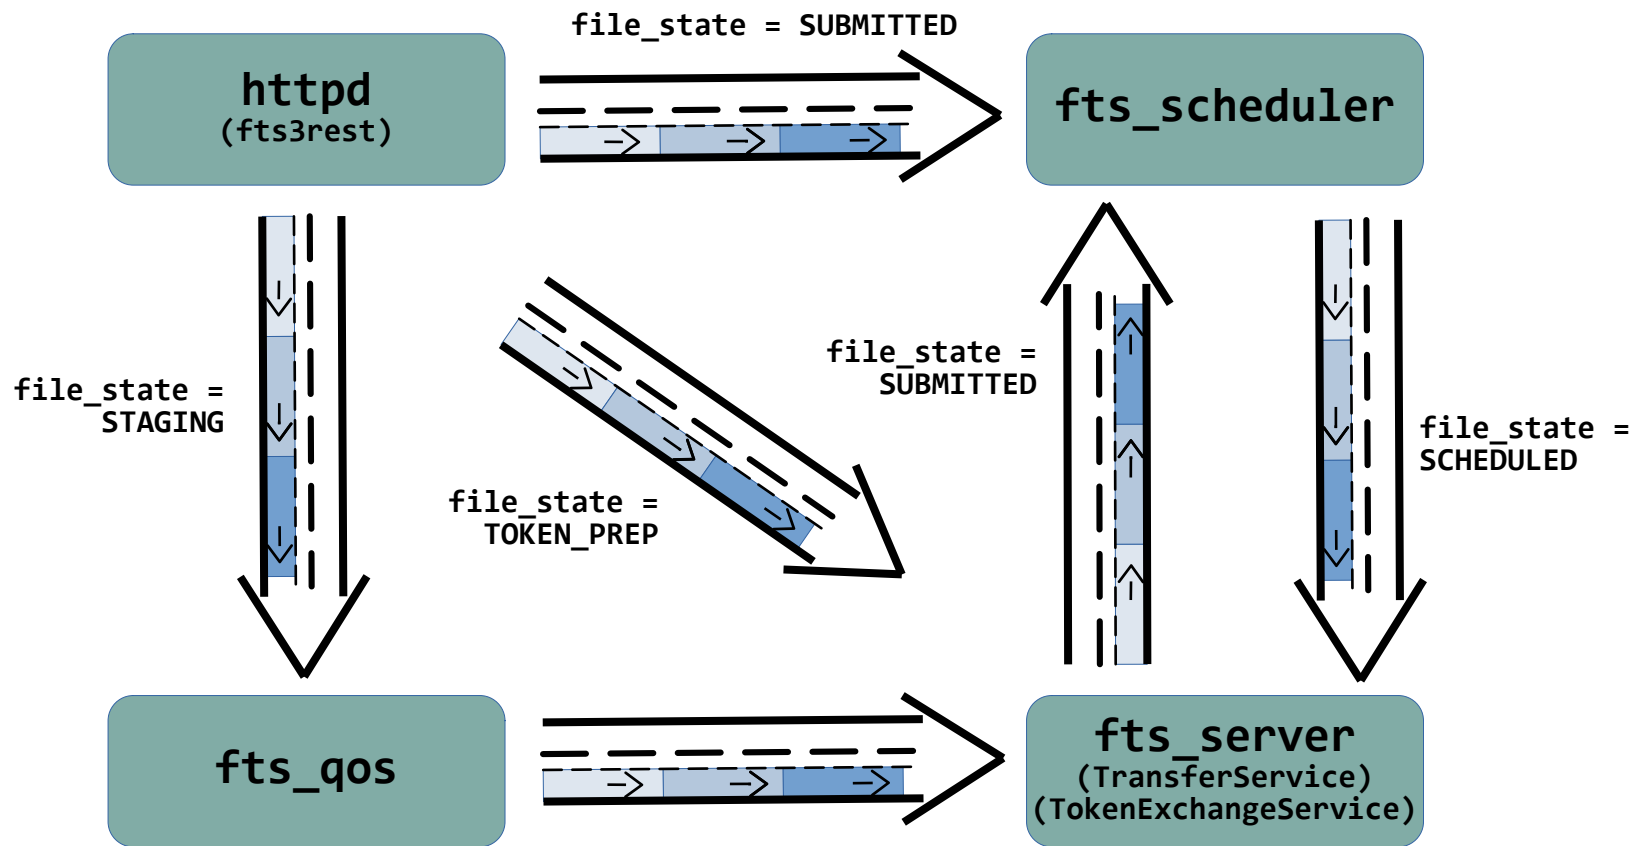 file_state = SUBMITTED
httpd
(fts3rest)
fts_scheduler
file_state =
STAGING
file_state =
TOKEN_PREP
file_state =
SUBMITTED
file_state =
SCHEDULED
fts_qos
fts_server
(TransferService)
(TokenExchangeService)